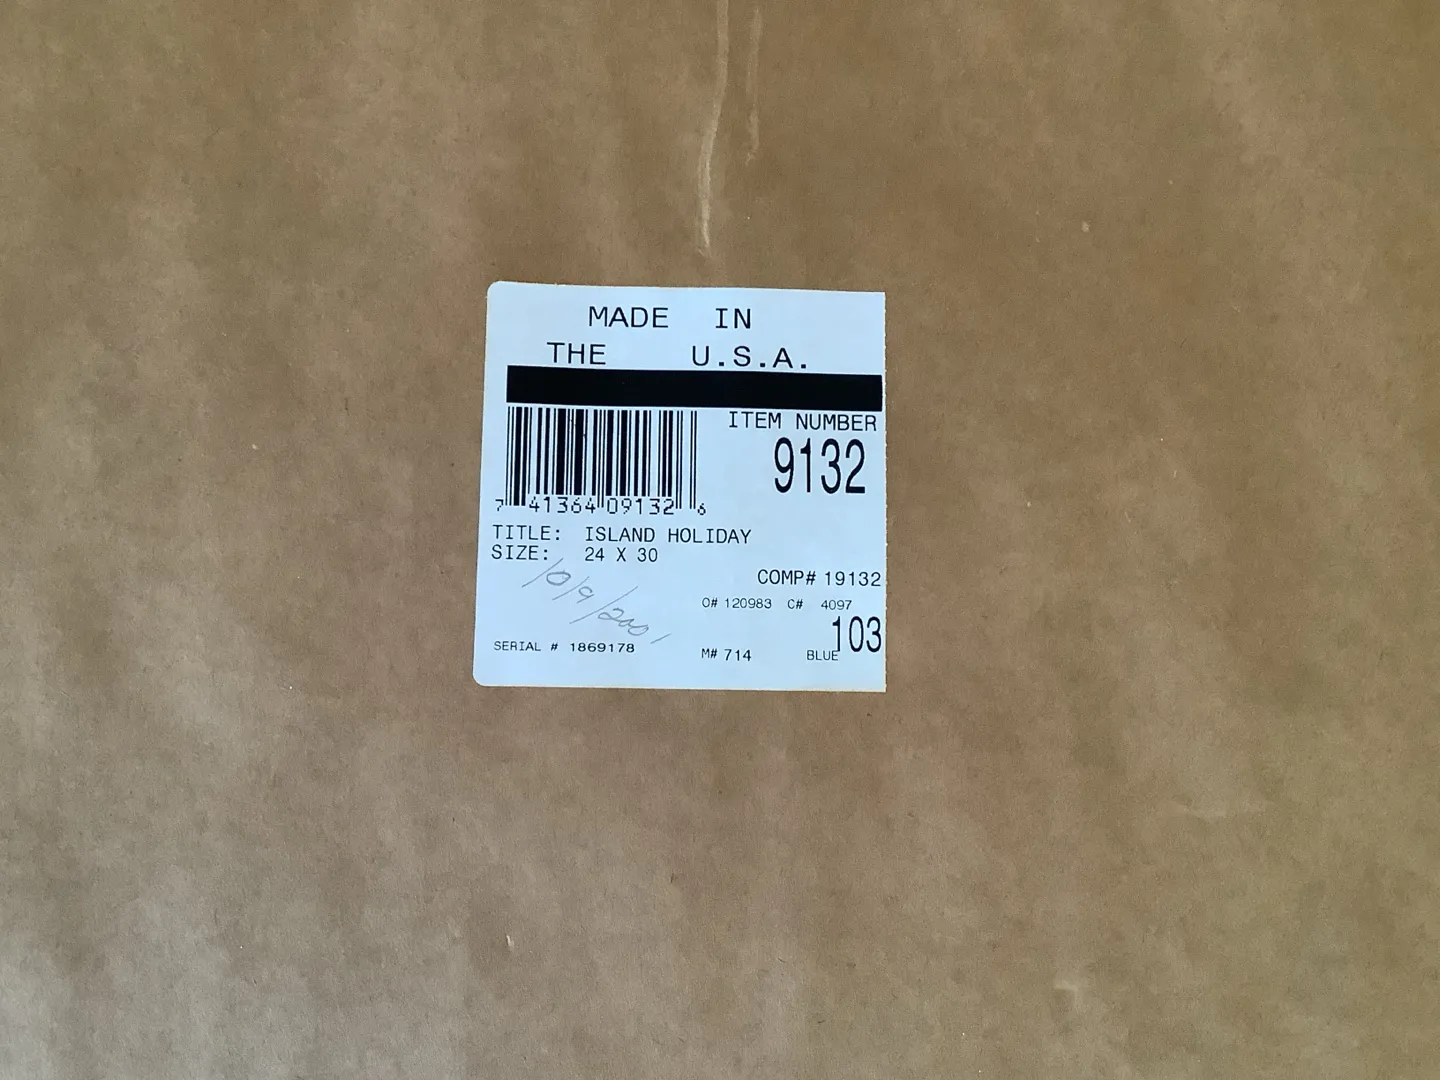 MADE IN
THE U.S.A.
ITEM NUMBER
9132
7 41364 09132 6
TITLE: ISLAND HOLIDAY
SIZE: 24 X 30
10/9/2001
COMP# 19132
O# 120983 C# 4097
103
SERIAL # 1869178
M# 714
BLUE